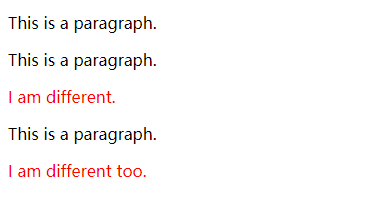 This is a paragraph.
This is a paragraph.
I am different.
This is a paragraph.
I am different too.